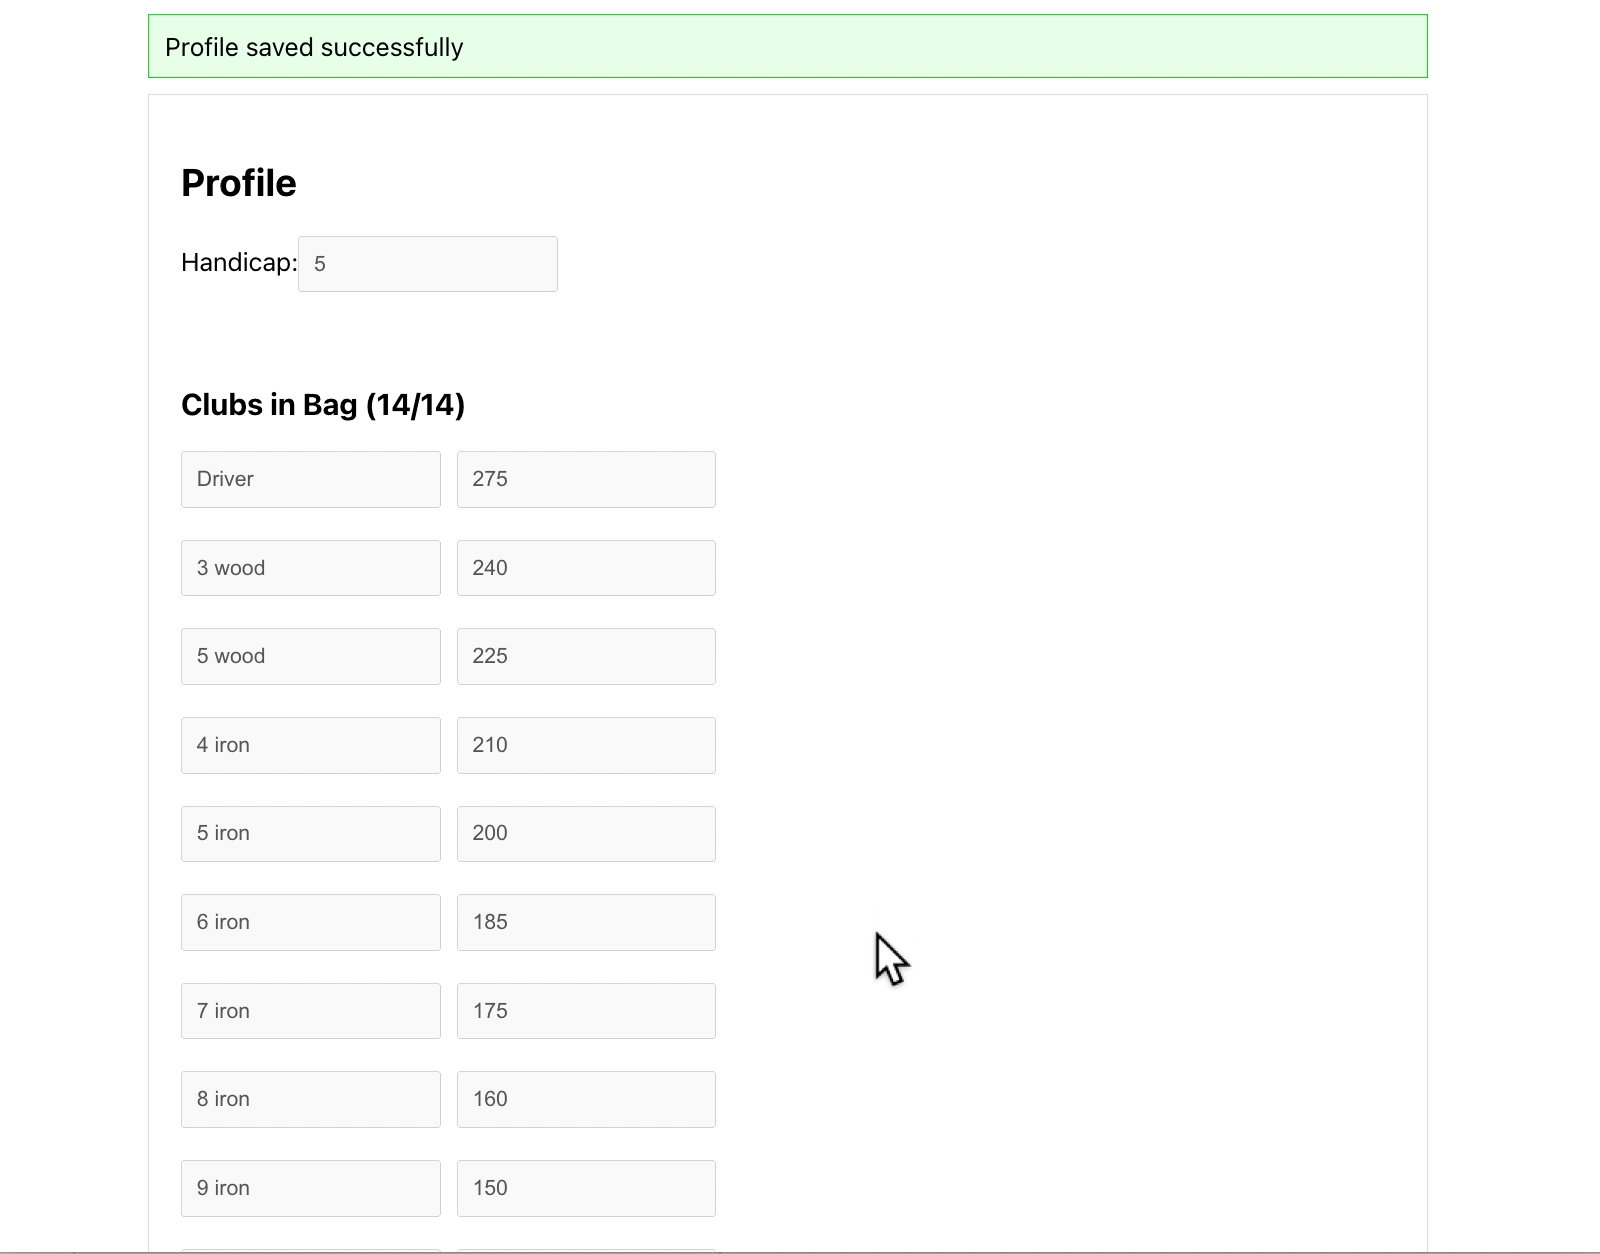 Profile saved successfully
Profile
Handicap: 5
Clubs in Bag (14/14)
Driver 275
3 wood 240
5 wood 225
4 iron 210
5 iron 200
6 iron 185
7 iron 175
8 iron 160
9 iron 150